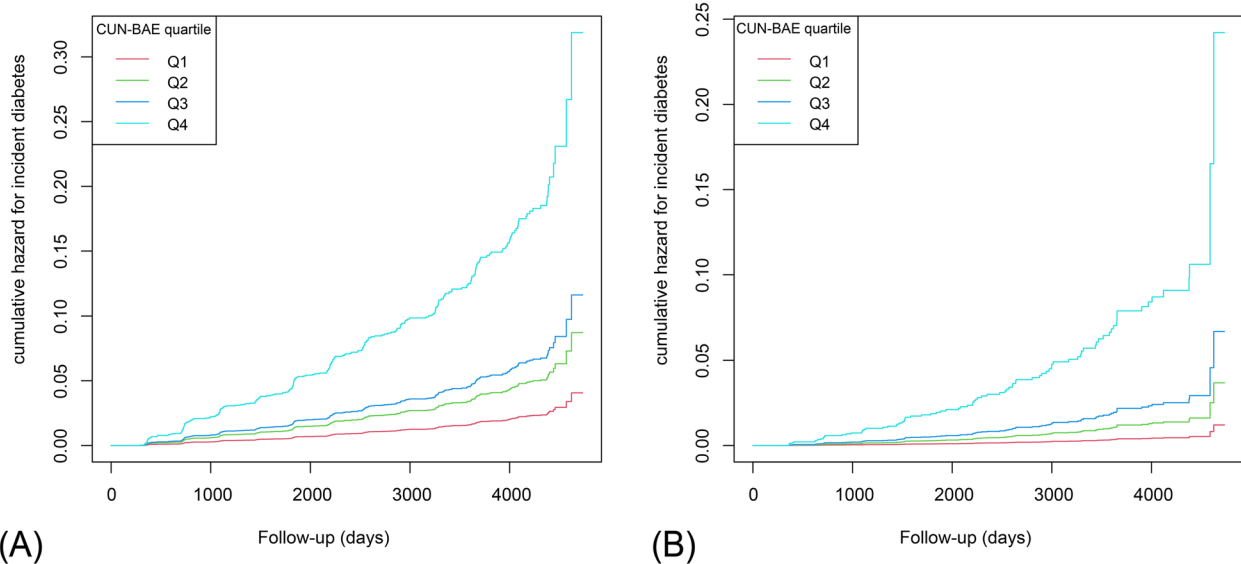 CUN-BAE quartile
Q1
Q2
Q3
Q4
cumulative hazard for incident diabetes
0.30
0.25
0.20
0.15
0.10
0.05
0.00
0 1000 2000 3000 4000
Follow-up (days)
(A)
CUN-BAE quartile
Q1
Q2
Q3
Q4
cumulative hazard for incident diabetes
0.25
0.20
0.15
0.10
0.05
0.00
0 1000 2000 3000 4000
Follow-up (days)
(B)